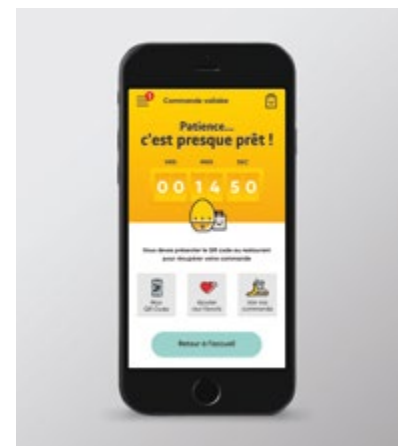 1
Commande validée
Patience...
c'est presque prêt !
MIN SEC
00 14 50
Vous devez présenter le QR code au restaurant
pour récupérer votre commande
Mon
QR Code
Ajouter
aux favoris
Voir ma
commande
Retour à l'accueil